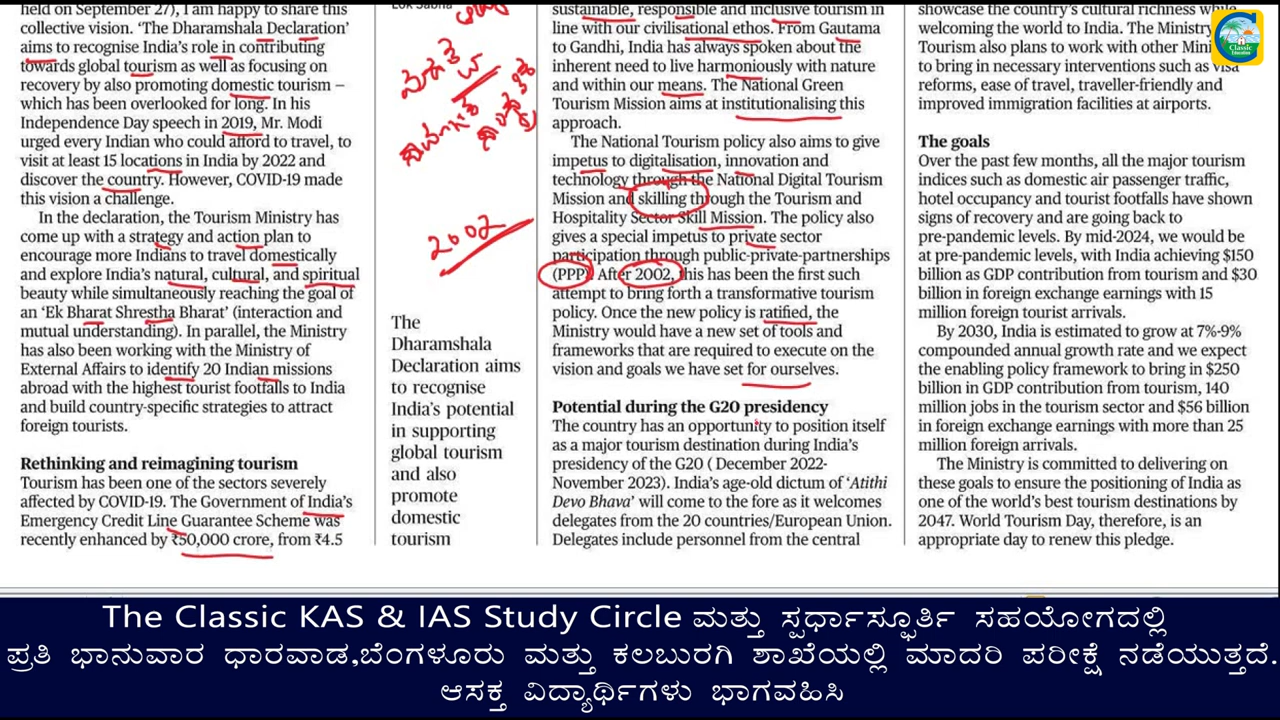 held on September 27), I am happy to share this
collective vision. ‘The Dharamshala Declaration’
aims to recognise India’s role in contributing
towards global tourism as well as focusing on
recovery by also promoting domestic tourism —
which has been overlooked for long. In his
Independence Day speech in 2019, Mr. Modi
urged every Indian who could afford to travel, to
visit at least 15 locations in India by 2022 and
discover the country. However, COVID-19 made
this vision a challenge.
In the declaration, the Tourism Ministry has
come up with a strategy and action plan to
encourage more Indians to travel domestically
and explore India’s natural, cultural, and spiritual
beauty while simultaneously reaching the goal of
an ‘Ek Bharat Shrestha Bharat’ (interaction and
mutual understanding). In parallel, the Ministry
has also been working with the Ministry of
External Affairs to identify 20 Indian missions
abroad with the highest tourist footfalls to India
and build country-specific strategies to attract
foreign tourists.
Rethinking and reimagining tourism
Tourism has been one of the sectors severely
affected by COVID-19. The Government of India’s
Emergency Credit Line Guarantee Scheme was
recently enhanced by ₹50,000 crore, from ₹4.5
Lok Sabha
2002
The
Dharamshala
Declaration aims
to recognise
India’s potential
in supporting
global tourism
and also
promote
domestic
tourism
sustainable, responsible and inclusive tourism in
line with our civilisational ethos. From Gautama
to Gandhi, India has always spoken about the
inherent need to live harmoniously with nature
and within our means. The National Green
Tourism Mission aims at institutionalising this
approach.
The National Tourism policy also aims to give
impetus to digitalisation, innovation and
technology through the National Digital Tourism
Mission and skilling through the Tourism and
Hospitality Sector Skill Mission. The policy also
gives a special impetus to private sector
participation through public-private-partnerships
(PPP). After 2002, this has been the first such
attempt to bring forth a transformative tourism
policy. Once the new policy is ratified, the
Ministry would have a new set of tools and
frameworks that are required to execute on the
vision and goals we have set for ourselves.
Potential during the G20 presidency
The country has an opportunity to position itself
as a major tourism destination during India’s
presidency of the G20 (December 2022-
November 2023). India’s age-old dictum of ‘Atithi
Devo Bhava’ will come to the fore as it welcomes
delegates from the 20 countries/European Union.
Delegates include personnel from the central
showcase the country’s cultural richness while
welcoming the world to India. The Ministry
Tourism also plans to work with other
to bring in necessary interventions such as visa
reforms, ease of travel, traveller-friendly and
improved immigration facilities at airports.
The goals
Over the past few months, all the major tourism
indices such as domestic air passenger traffic,
hotel occupancy and tourist footfalls have shown
signs of recovery and are going back to
pre-pandemic levels. By mid-2024, we would be
at pre-pandemic levels, with India achieving $150
billion as GDP contribution from tourism and $30
billion in foreign exchange earnings with 15
million foreign tourist arrivals.
By 2030, India is estimated to grow at 7%-9%
compounded annual growth rate and we expect
the enabling policy framework to bring in $250
billion in GDP contribution from tourism, 140
million jobs in the tourism sector and $56 billion
in foreign exchange earnings with more than 25
million foreign arrivals.
The Ministry is committed to delivering on
these goals to ensure the positioning of India as
one of the world’s best tourism destinations by
2047. World Tourism Day, therefore, is an
appropriate day to renew this pledge.
Classic
Education
The Classic KAS & IAS Study Circle ಮತ್ತು ಸ್ಪರ್ಧಾಸ್ಫೂರ್ತಿ ಸಹಯೋಗದಲ್ಲಿ
ಪ್ರತಿ ಭಾನುವಾರ ಧಾರವಾಡ,ಬೆಂಗಳೂರು ಮತ್ತು ಕಲಬುರಗಿ ಶಾಖೆಯಲ್ಲಿ ಮಾದರಿ ಪರೀಕ್ಷೆ ನಡೆಯುತ್ತದೆ.
ಆಸಕ್ತ ವಿದ್ಯಾರ್ಥಿಗಳು ಭಾಗವಹಿಸಿ